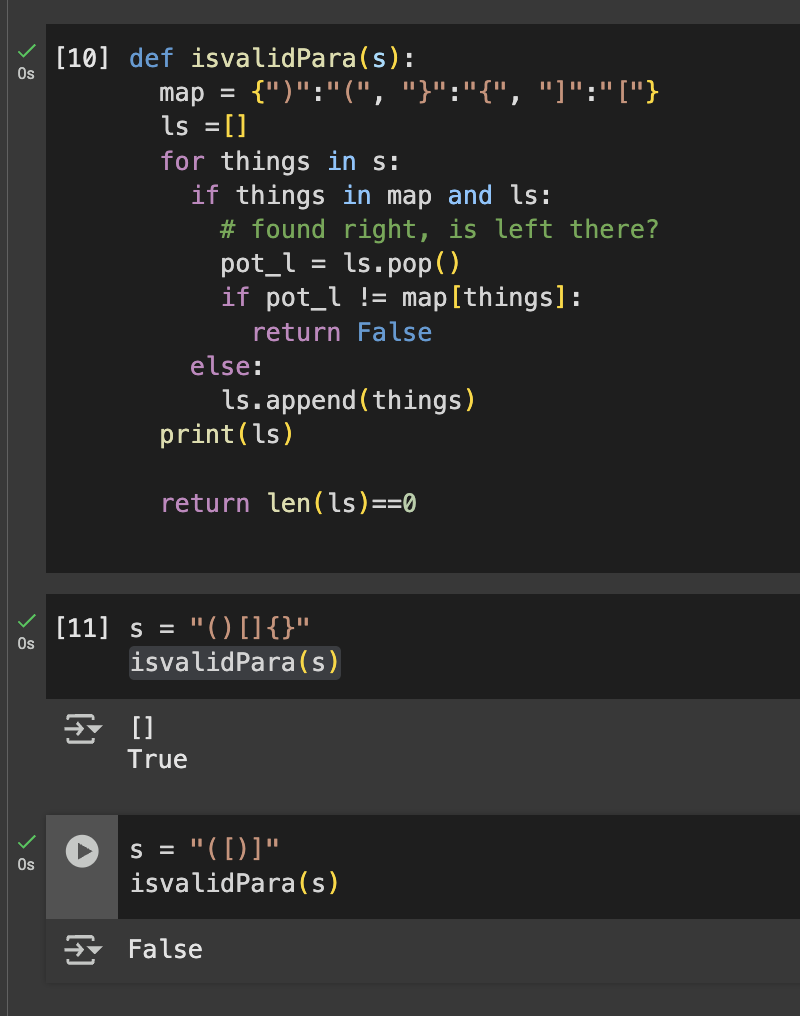 0s
[10] def isvalidPara(s):
map = {")":"(", "}":"{", "]":"["}
ls =[]
for things in s:
if things in map and ls:
# found right, is left there?
pot_l = ls.pop()
if pot_l != map[things]:
return False
else:
ls.append(things)
print(ls)
return len(ls)==0
0s
[11] s = "()[]{}"
isvalidPara(s)
[]
True
0s
s = "([)]"
isvalidPara(s)
False